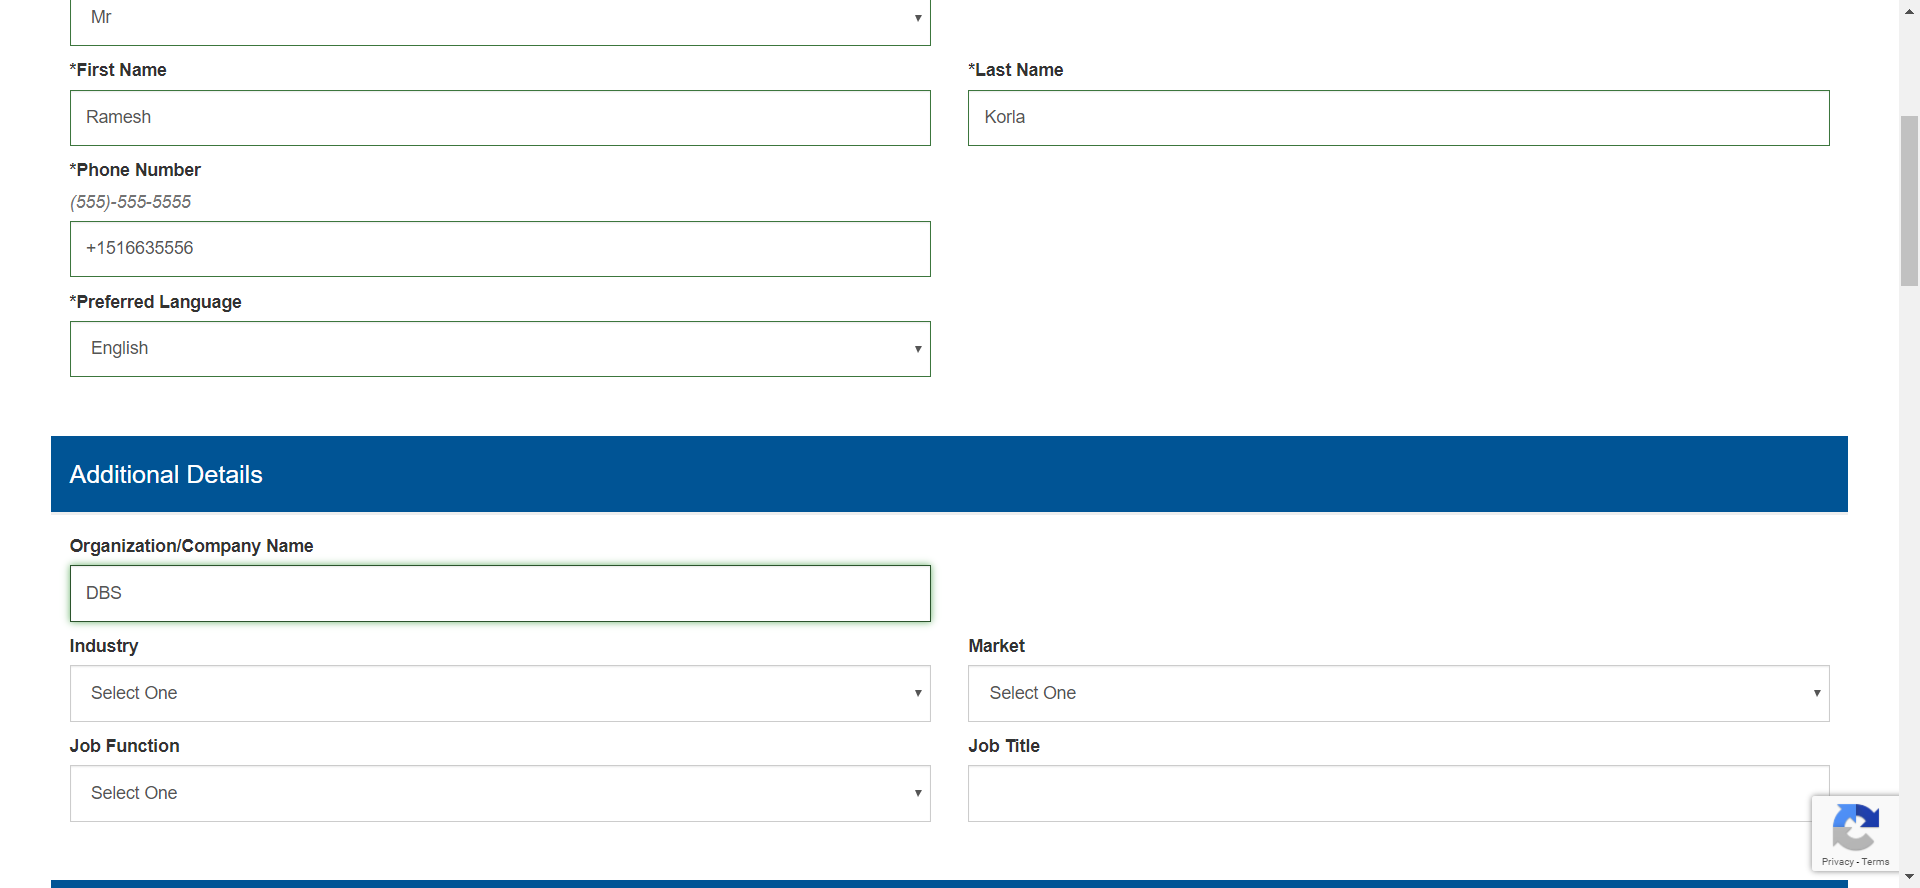 Mr
*First Name
*Last Name
Ramesh
Korla
*Phone Number
(555)-555-5555
+1516635556
*Preferred Language
English
Additional Details
Organization/Company Name
DBS
Industry
Market
Select One
Select One
Job Function
Job Title
Select One
Privacy - Terms